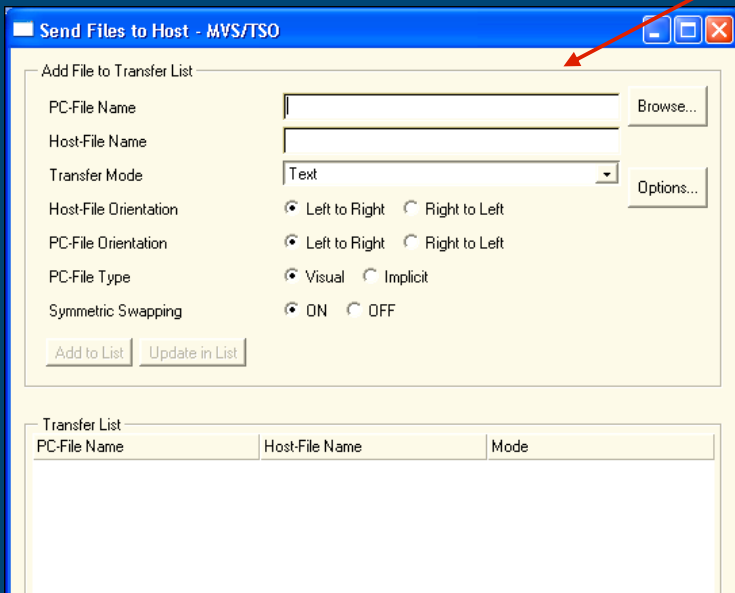 Send Files to Host - MVS/TSO
Add File to Transfer List
PC-File Name
Browse...
Host-File Name
Transfer Mode
Text
Options...
Host-File Orientation
Left to Right
Right to Left
PC-File Orientation
Left to Right
Right to Left
PC-File Type
Visual
Implicit
Symmetric Swapping
ON
OFF
Add to List
Update in List
Transfer List
PC-File Name
Host-File Name
Mode